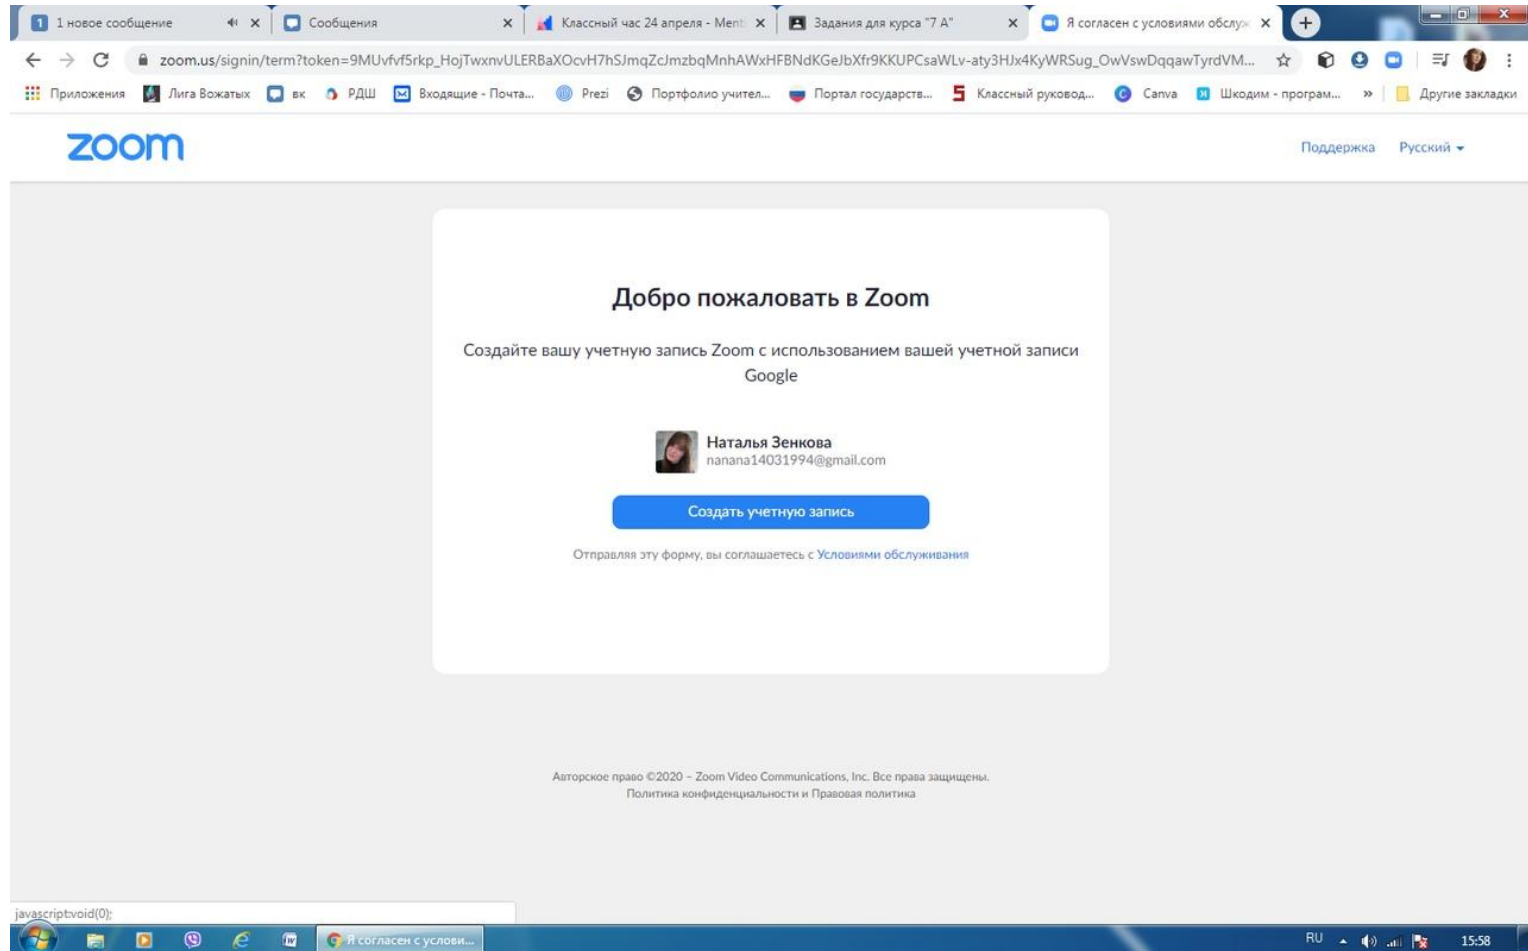 1 1 новое сообщение
Сообщения
Классный час 24 апреля - Ment
Задания для курса "7 А"
Я согласен с условиями обслуж
zoom.us/signin/term?token=9MUvfvf5rkp_HojTwxnvULERBaXOcvH7hSJmqZcJmzbqMnhAWxHFBNdKGeJbXfr9KKUPCsaWLv-aty3HJx4KyWRSug_OwVswDqqawTyrdVM...
Приложения Лига Вожатых вк РДШ Входящие - Почта... Prezi Портфолио учител... Портал государств... 5 Классный руковод... Canva Шкодим - програм... » Другие закладки
zoom
Поддержка Русский
Добро пожаловать в Zoom
Создайте вашу учетную запись Zoom с использованием вашей учетной записи
Google
Наталья Зенкова
nanana14031994@gmail.com
Создать учетную запись
Отправляя эту форму, вы соглашаетесь с Условиями обслуживания
Авторское право ©2020 - Zoom Video Communications, Inc. Все права защищены.
Политика конфиденциальности и Правовая политика
javascript:void(0);
Я согласен с услови...
RU 15:58